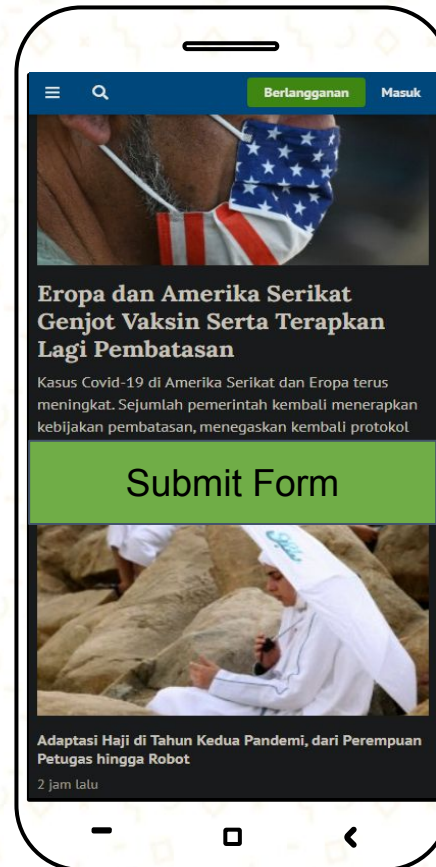 Berlangganan Masuk
Eropa dan Amerika Serikat
Genjot Vaksin Serta Terapkan
Lagi Pembatasan
Kasus Covid-19 di Amerika Serikat dan Eropa terus
meningkat. Sejumlah pemerintah kembali menerapkan
kebijakan pembatasan, menegaskan kembali protokol
Submit Form
Adaptasi Haji di Tahun Kedua Pandemi, dari Perempuan
Petugas hingga Robot
2 jam lalu